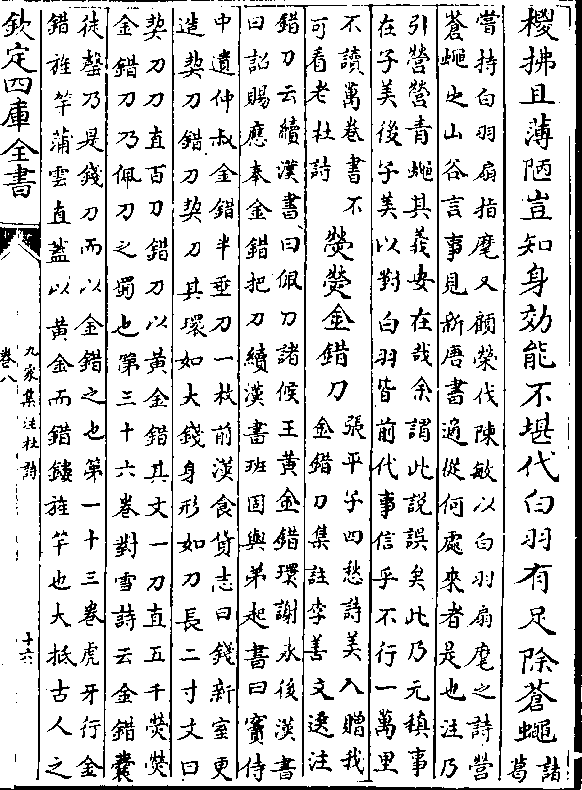 椶拂且薄陋豈知身効能不堪代白羽有足除蒼蠅諸葛
嘗持白羽扇指麾又顧榮伐陳敏以白羽扇麾之詩營
蒼蠅也山谷言事見新唐書適從何處來者是也注乃
引營營青蠅其義安在哉余謂此説誤矣此乃元稹事
在子美後子美以對白羽皆前代事信乎不行一萬里
不讀萬卷書不
可看老杜詩
熒熒金錯刀
張平子四愁詩美人贈我
金錯刀集註李善文選注
錯刀云續漢書曰佩刀諸侯王黄金錯環謝承後漢書
曰詔賜應奉金錯把刀續漢書班固與弟起書曰竇侍
中遺仲叔金錯半垂刀一枚前漢食貨志曰錢新室更
造契刀錯刀契刀其環如大錢身形如刀長二寸文曰
契刀刀直百刀錯刀以黄金錯其文一刀直五千熒熒
金錯刀乃佩刀之蜀也第三十六卷對雪詩云金錯囊
徒罄乃是錢刀而以金錯之也第一十三卷虎牙行金
錯旌竿蒲雲直蓋以黄金而錯鏤旌竿也大抵古人之
欽定四庫全書
九家集注杜詩
卷八
十六